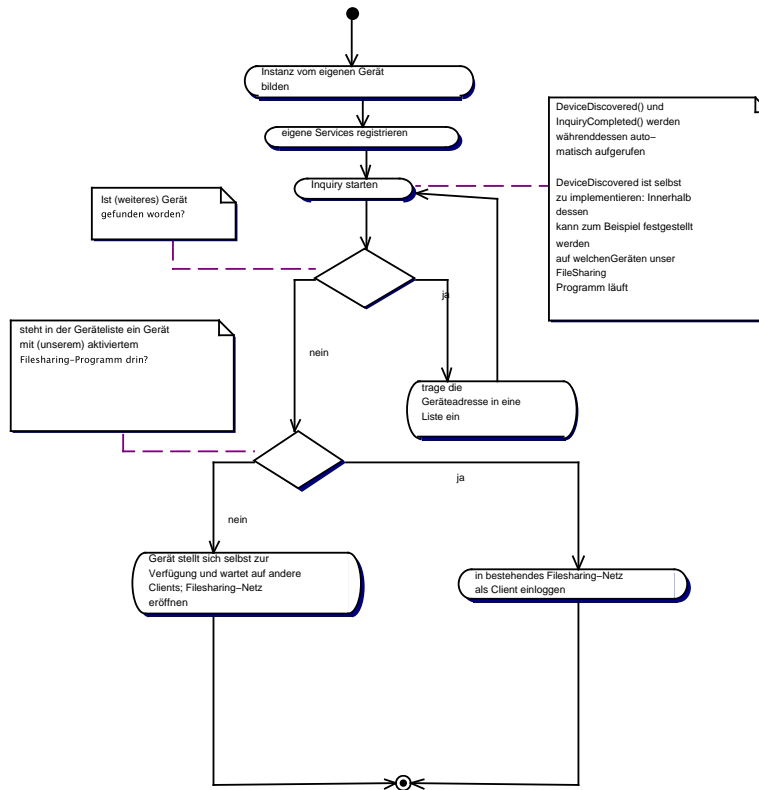 Instanz vom eigenen Gerät
bilden
eigene Services registrieren
Inquiry starten
DeviceDiscovered() und
InquiryCompleted() werden
währenddessen auto–
matisch aufgerufen
DeviceDiscovered ist selbst
zu implementieren: Innerhalb
dessen
kann zum Beispiel festgestellt
werden
auf welchenGeräten unser
FileSharing
Programm läuft
Ist (weiteres) Gerät
gefunden worden?
ja
nein
steht in der Geräteliste ein Gerät
mit (unserem) aktiviertem
Filesharing–Programm drin?
trage die
Geräteadresse in eine
Liste ein
ja
nein
Gerät stellt sich selbst zur
Verfügung und wartet auf andere
Clients; Filesharing–Netz
eröffnen
in bestehendes Filesharing–Netz
als Client einloggen